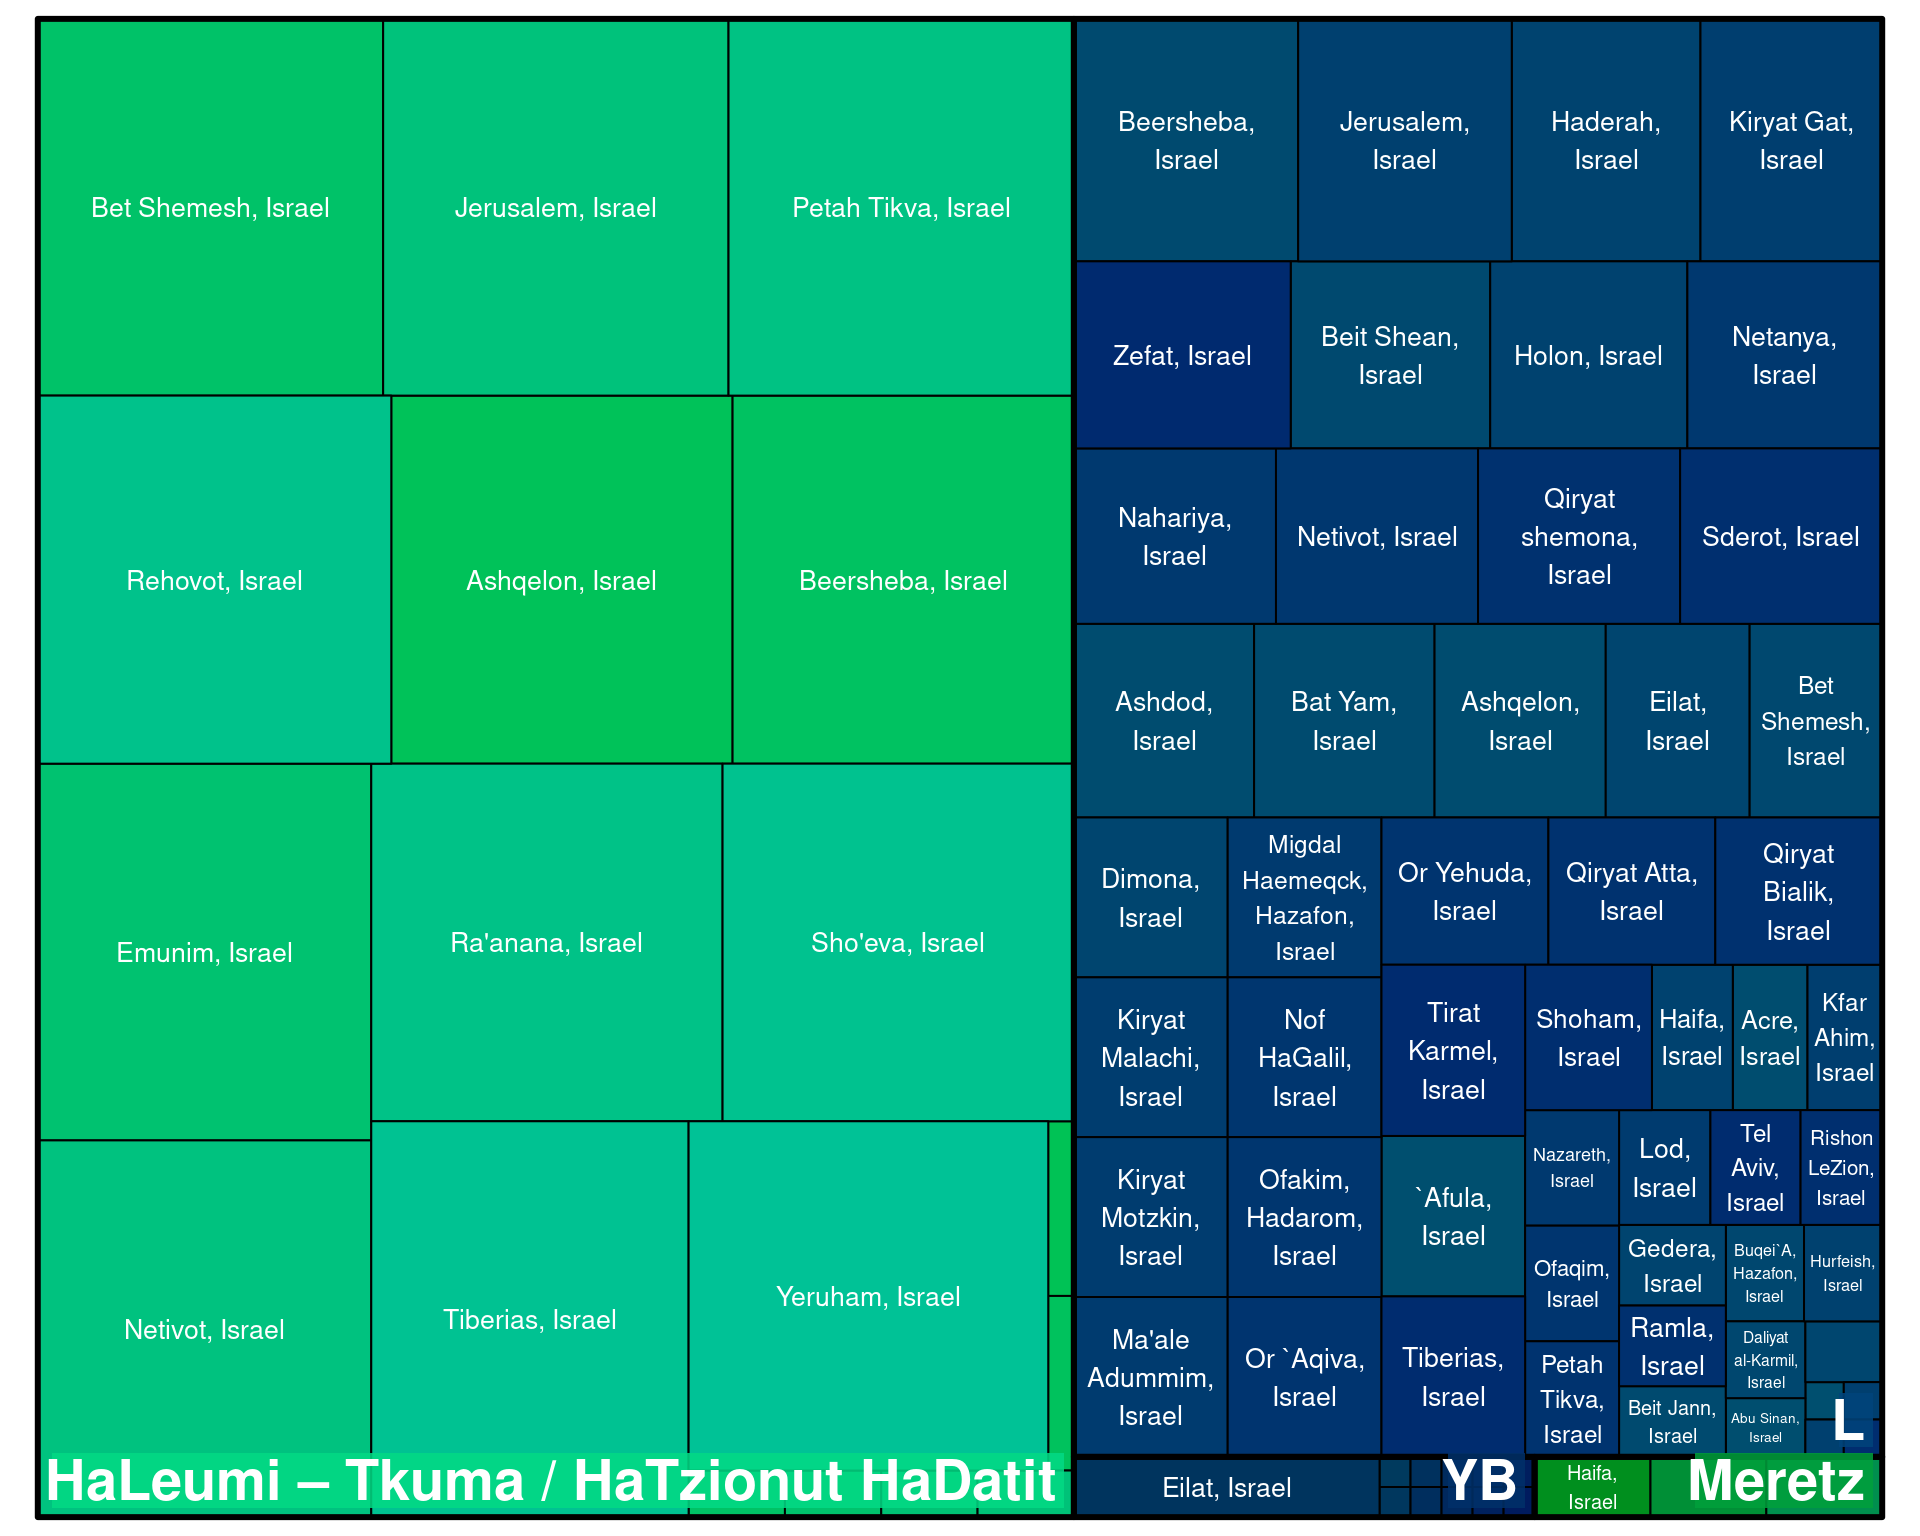 Bet Shemesh, Israel
Jerusalem, Israel
Petah Tikva, Israel
Rehovot, Israel
Ashqelon, Israel
Beersheba, Israel
Emunim, Israel
Ra'anana, Israel
Sho'eva, Israel
Netivot, Israel
Tiberias, Israel
Yeruham, Israel
HaLeumi – Tkuma / HaTzionut HaDatit
Beersheba,
Israel
Jerusalem,
Israel
Haderah,
Israel
Kiryat Gat,
Israel
Zefat, Israel
Beit Shean,
Israel
Holon, Israel
Netanya,
Israel
Nahariya,
Israel
Netivot, Israel
Qiryat
shemona,
Israel
Sderot, Israel
Ashdod,
Israel
Bat Yam,
Israel
Ashqelon,
Israel
Eilat,
Israel
Bet
Shemesh,
Israel
Dimona,
Israel
Migdal
Haemeqck,
Hazafon,
Israel
Or Yehuda,
Israel
Qiryat Atta,
Israel
Qiryat
Bialik,
Israel
Kiryat
Malachi,
Israel
Nof
HaGalil,
Israel
Tirat
Karmel,
Israel
Shoham,
Israel
Haifa,
Israel
Acre,
Israel
Kfar
Ahim,
Israel
Kiryat
Motzkin,
Israel
Ofakim,
Hadarom,
Israel
`Afula,
Israel
Nazareth,
Israel
Lod,
Israel
Tel
Aviv,
Israel
Rishon
LeZion,
Israel
Ofaqim,
Israel
Gedera,
Israel
Buqei`A,
Hazafon,
Israel
Hurfeish,
Israel
Ma'ale
Adummim,
Israel
Or `Aqiva,
Israel
Tiberias,
Israel
Petah
Tikva,
Israel
Ramla,
Israel
Daliyat
al-Karmil,
Israel
Beit Jann,
Israel
Abu Sinan,
Israel
L
Eilat, Israel
YB
Haifa,
Israel
Meretz